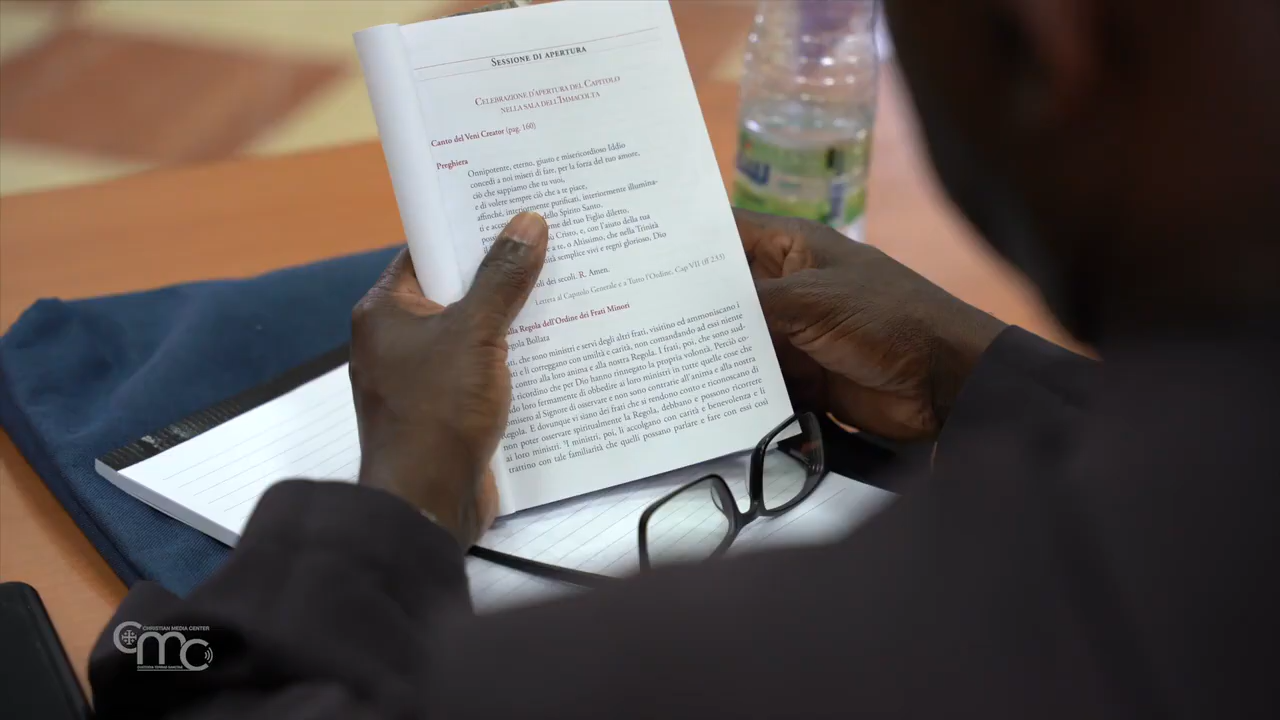 SESSIONE DI APERTURA
CELEBRAZIONE D'APERTURA DEL CAPITOLO
NELLA SALA DELL'IMMACOLTA
Canto del Veni Creator (pag. 160)
Preghiera
Onnipotente, eterno, giusto e misericordioso Iddio
concedi a noi miseri di fare, per la forza del tuo amore,
ciò che sappiamo che tu vuoi,
e di volere sempre ciò che a te piace,
affinché, interiormente purificati, interiormente illumina-
ti e dello Spirito Santo,
orme del tuo Figlio diletto,
Cristo, e, con l'aiuto della tua
e a te, o Altissimo, che nella Trinità
semplice vivi e regni glorioso, Dio
dei secoli. R. Amen.
Lettera al Capitolo Generale e a Tutto l'Ordine, Cap VII (ff 233)
Regola dell'Ordine dei Frati Minori
Bollata
che sono ministri e servi degli altri frati, visitino ed ammoniscano i
e li correggano con umiltà e carità, non comandando ad essi niente
contro alla loro anima e alla nostra Regola. I frati, poi, che sono sud-
ricordino che per Dio hanno rinnegato la propria volontà. Perciò co-
loro fermamente di obbedire ai loro ministri in tutte quelle cose che
al Signore di osservare e non sono contrarie all'anima e alla nostra
Regola. E dovunque vi siano dei frati che si rendono conto e riconoscano di
non poter osservare spiritualmente la Regola, debbano e possono ricorrere
ai loro ministri. I ministri, poi, li accolgano con carità e benevolenza e li
trattino con tale familiarità che quelli possano parlare e fare con essi così
CHRISTIAN MEDIA CENTER
CMC